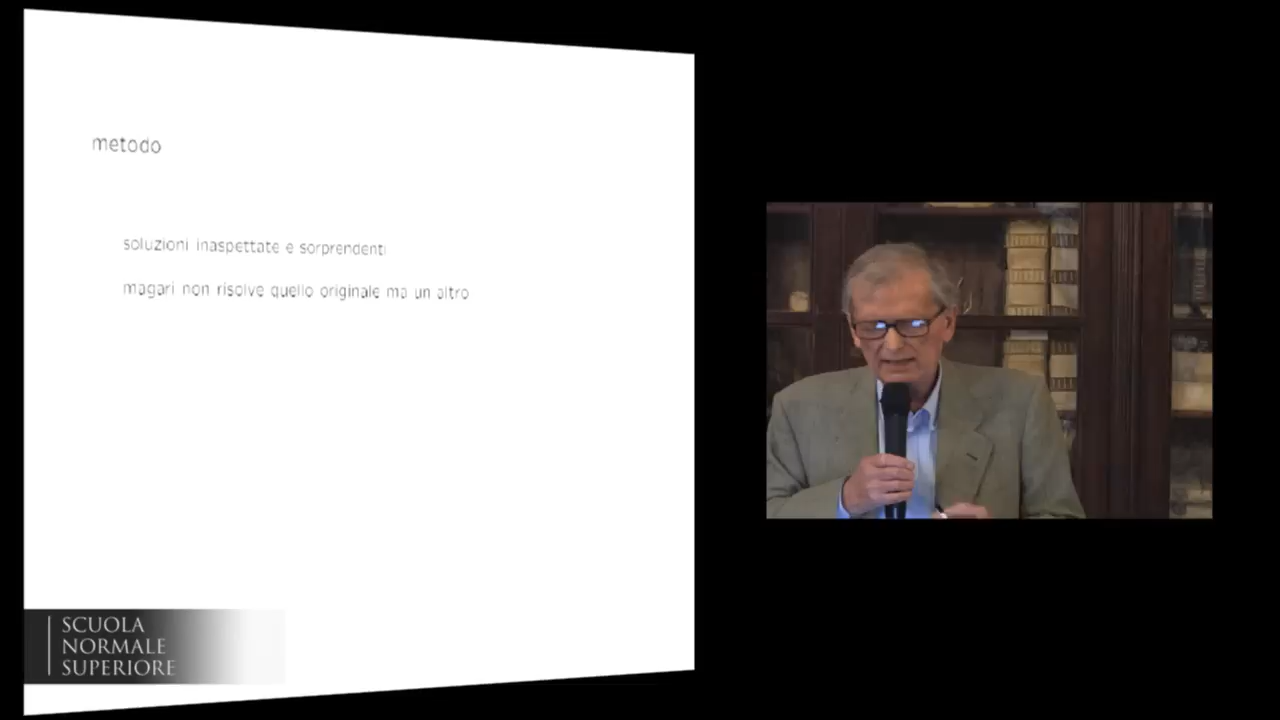 metodo
soluzioni inaspettate e sorprendenti
magari non risolve quello originale ma un altro
SCUOLA
NORMALE
SUPERIORE